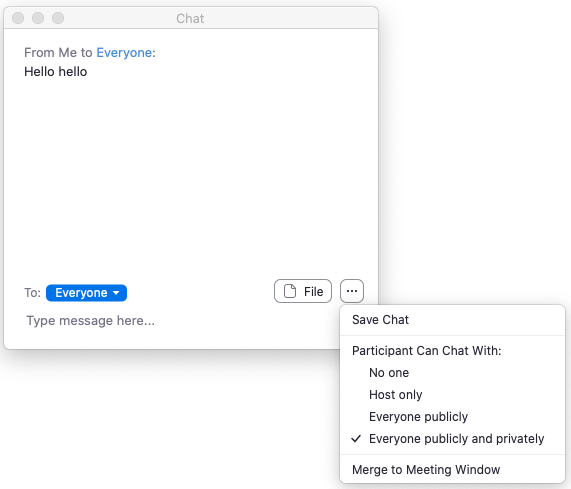 Chat
From Me to Everyone:
Hello hello
To: Everyone
File
Type message here...
Save Chat
Participant Can Chat With:
No one
Host only
Everyone publicly
Everyone publicly and privately
Merge to Meeting Window